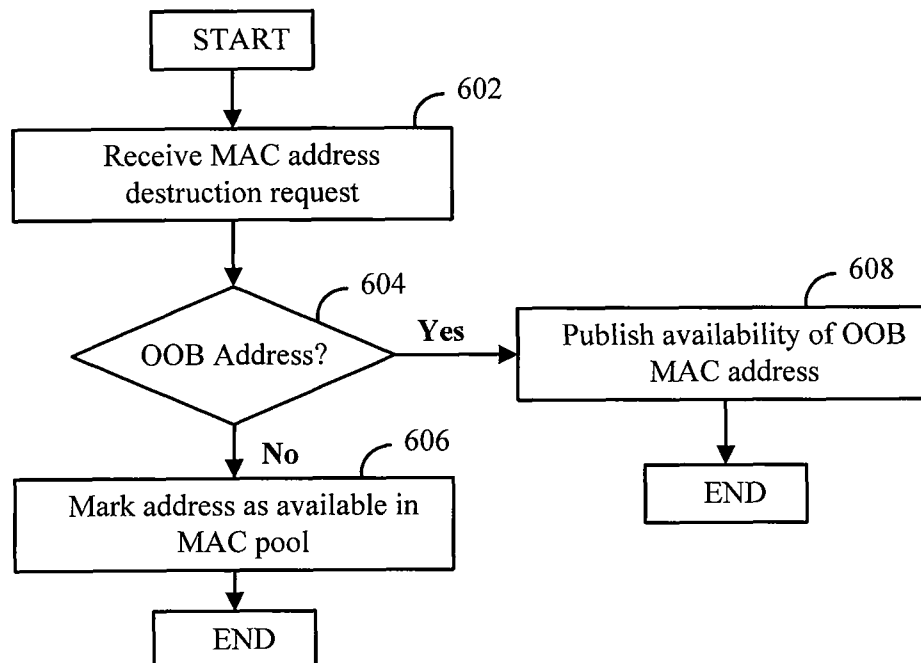 START
602
Receive MAC address
destruction request
604
OOB Address?
Yes
608
Publish availability of OOB
MAC address
END
No
606
Mark address as available in
MAC pool
END